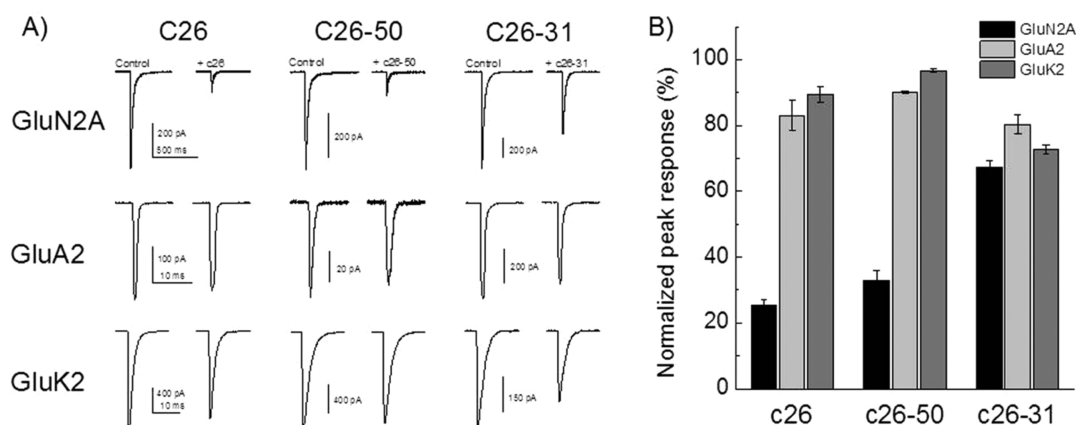 A) C26 C26-50 C26-31
Control + c26 Control + c26-50 Control + c26-31
GluN2A
200 pA
500 ms
200 pA
200 pA
GluA2
100 pA
10 ms
20 pA
200 pA
GluK2
400 pA
10 ms
400 pA
150 pA
B)
GluN2A
GluA2
GluK2
Normalized peak response (%)
100
80
60
40
20
0
c26 c26-50 c26-31